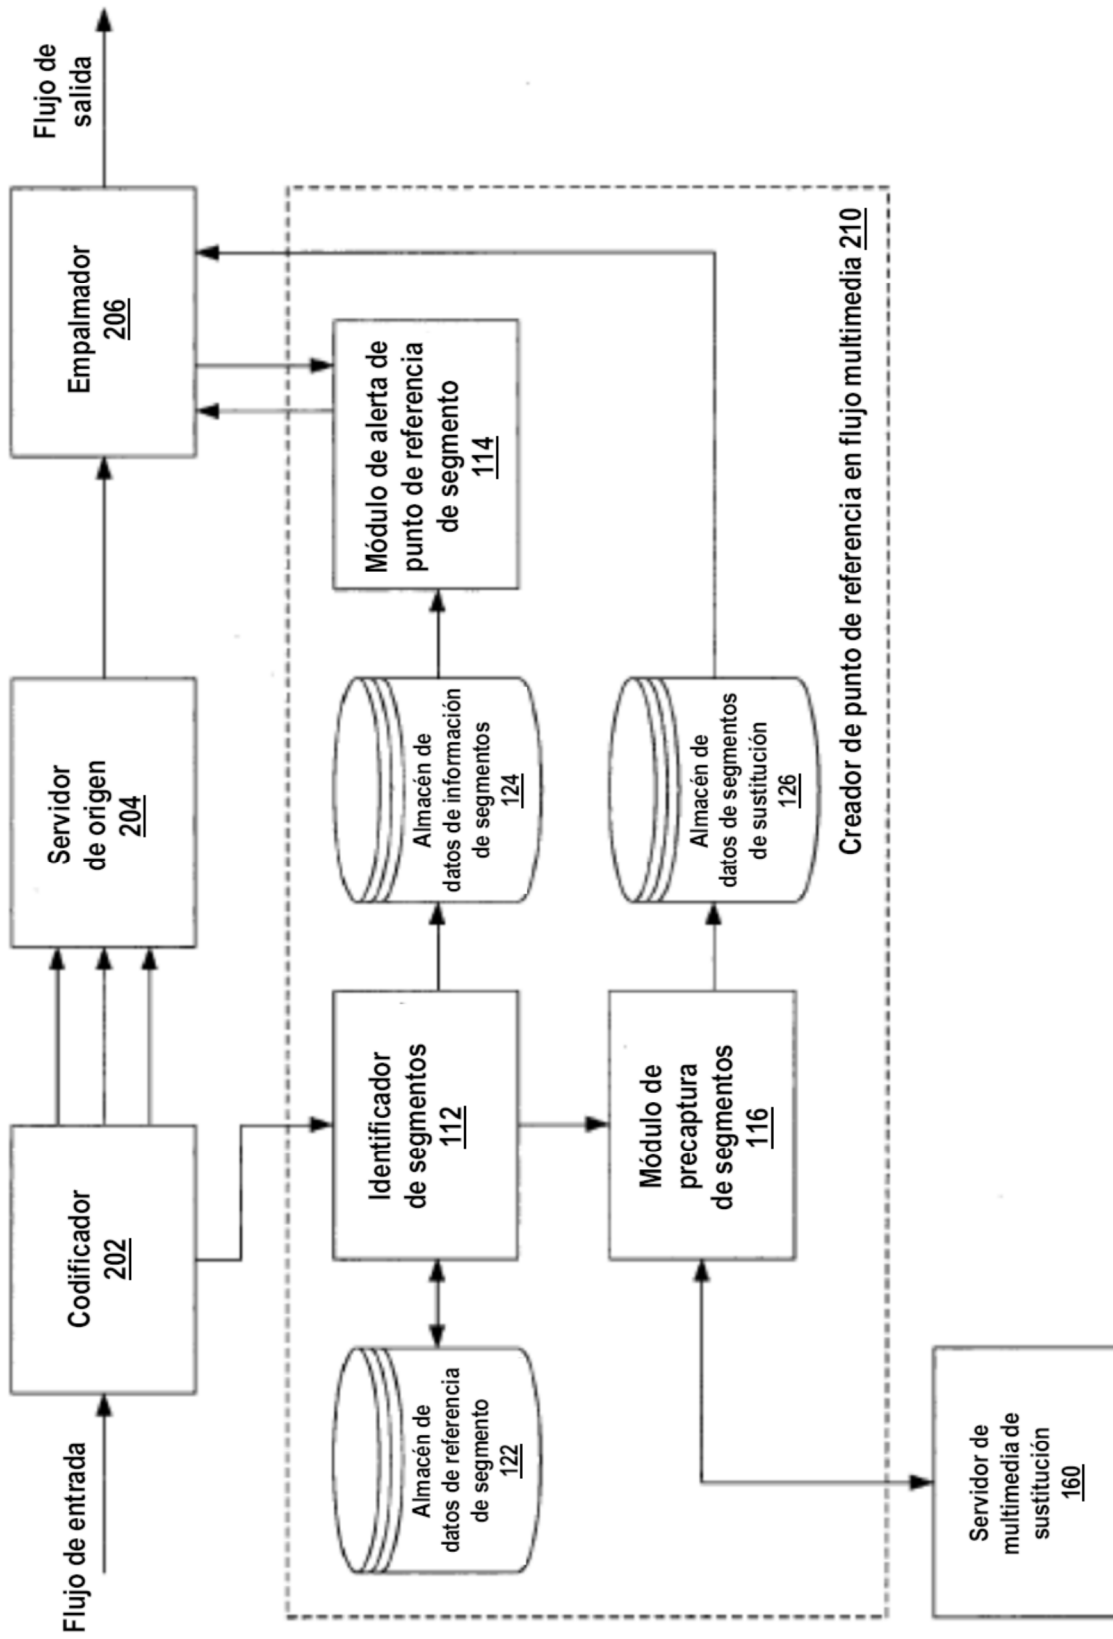 Flujo de entrada
Codificador
202
Servidor
de origen
204
Empalmador
206
Flujo de
salida
Almacén de
datos de referencia
de segmento
122
Identificador
de segmentos
112
Almacén de
datos de información
de segmentos
124
Módulo de alerta de
punto de referencia
de segmento
114
Módulo de
precaptura
de segmentos
116
Almacén de
datos de segmentos
de sustitución
126
Creador de punto de referencia en flujo multimedia 210
Servidor de
multimedia de
sustitución
160